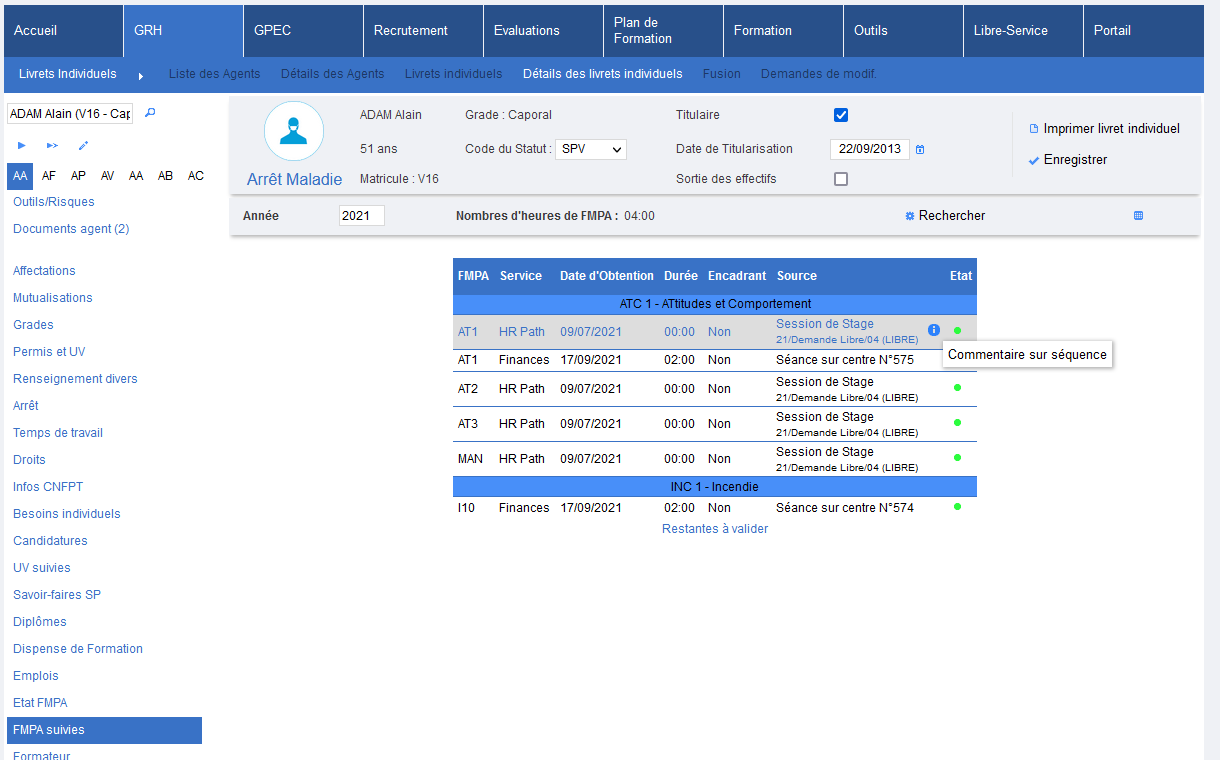 Accueil
GRH
GPEC
Recrutement
Evaluations
Plan de
Formation
Formation
Outils
Libre-Service
Portail
Livrets Individuels
Liste des Agents
Détails des Agents
Livrets individuels
Détails des livrets individuels
Fusion
Demandes de modif.
ADAM Alain (V16 - Cap
AA AF AP AV AA AB AC
Outils/Risques
Documents agent (2)
Affectations
Mutualisations
Grades
Permis et UV
Renseignement divers
Arrêt
Temps de travail
Droits
Infos CNFPT
Besoins individuels
Candidatures
UV suivies
Savoir-faires SP
Diplômes
Dispense de Formation
Emplois
Etat FMPA
FMPA suivies
Formateur
Arrêt Maladie
ADAM Alain
Grade : Caporal
Titulaire
51 ans
Code du Statut : SPV
Date de Titularisation 22/09/2013
Matricule : V16
Sortie des effectifs
Imprimer livret individuel
Enregistrer
Année 2021
Nombres d'heures de FMPA : 04:00
Rechercher
FMPA Service Date d'Obtention Durée Encadrant Source Etat
ATC 1 - ATtitudes et Comportement
AT1 HR Path 09/07/2021 00:00 Non Session de Stage
21/Demande Libre/04 (LIBRE)
Commentaire sur séquence
AT1 Finances 17/09/2021 02:00 Non Séance sur centre N°575
AT2 HR Path 09/07/2021 00:00 Non Session de Stage
21/Demande Libre/04 (LIBRE)
AT3 HR Path 09/07/2021 00:00 Non Session de Stage
21/Demande Libre/04 (LIBRE)
MAN HR Path 09/07/2021 00:00 Non Session de Stage
21/Demande Libre/04 (LIBRE)
INC 1 - Incendie
I10 Finances 17/09/2021 02:00 Non Séance sur centre N°574
Restantes à valider